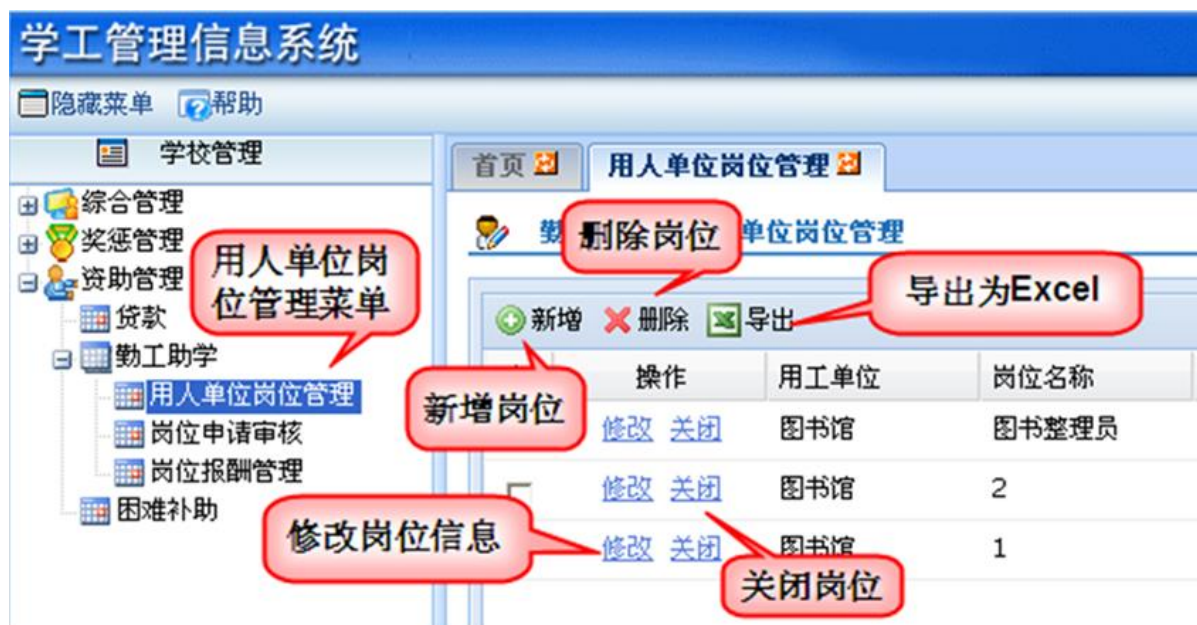 学工管理信息系统
隐藏菜单 帮助
学校管理
首页 用人单位岗位管理
综合管理
奖惩管理
资助管理
贷款
勤工助学
用人单位岗位管理
岗位申请审核
岗位报酬管理
困难补助
用人单位岗
位管理菜单
单位岗位管理
删除岗位
导出为Excel
新增 删除 导出
新增岗位
操作 用工单位 岗位名称
修改 关闭 图书馆 图书整理员
修改 关闭 图书馆 2
修改 关闭 图书馆 1
修改岗位信息
关闭岗位